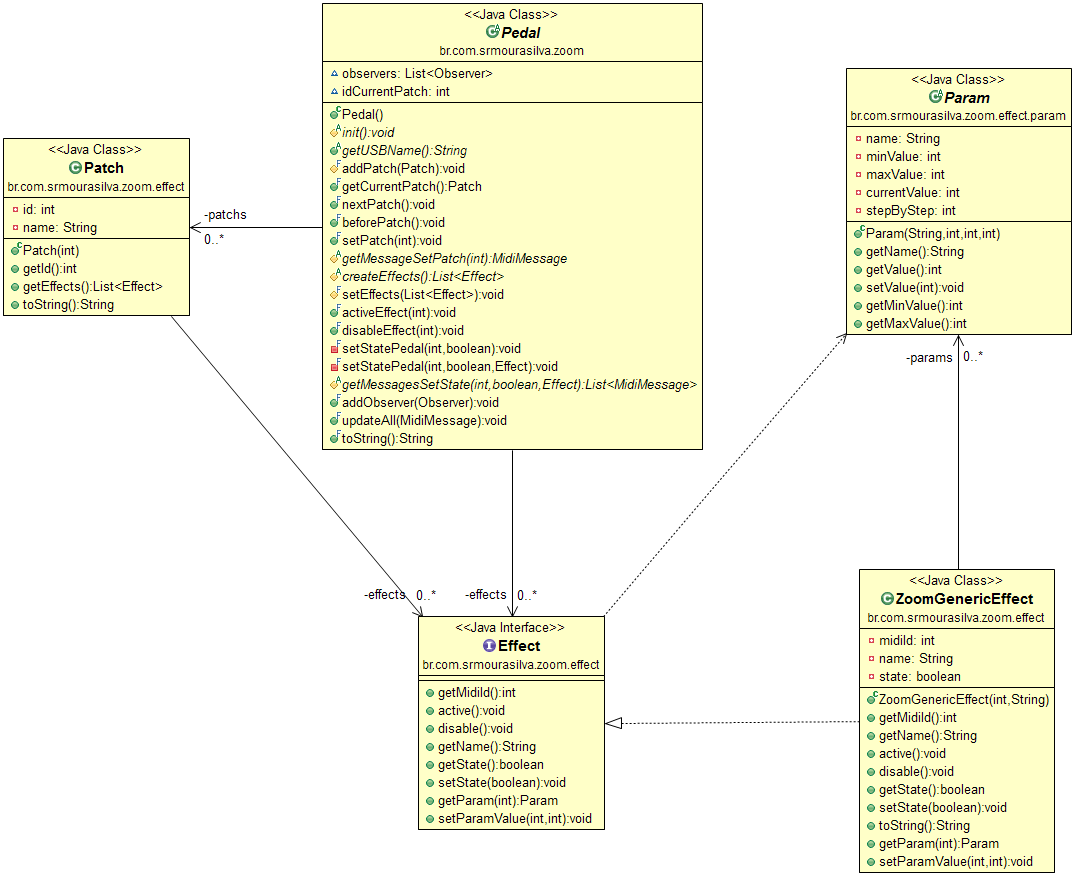 <<Java Class>>
Pedal
br.com.srmourasilva.zoom
observers: List<Observer>
idCurrentPatch: int
Pedal()
init():void
getUSBName():String
addPatch(Patch):void
getCurrentPatch():Patch
nextPatch():void
beforePatch():void
setPatch(int):void
getMessageSetPatch(int):MidiMessage
createEffects():List<Effect>
setEffects(List<Effect>):void
activeEffect(int):void
disableEffect(int):void
setStatePedal(int,boolean):void
setStatePedal(int,boolean,Effect):void
getMessagesSetState(int,boolean,Effect):List<MidiMessage>
addObserver(Observer):void
updateAll(MidiMessage):void
toString():String
<<Java Class>>
Param
br.com.srmourasilva.zoom.effect.param
name: String
minValue: int
maxValue: int
currentValue: int
stepByStep: int
Param(String,int,int,int)
getName():String
getValue():int
setValue(int):void
getMinValue():int
getMaxValue():int
<<Java Class>>
Patch
br.com.srmourasilva.zoom.effect
id: int
name: String
Patch(int)
getId():int
getEffects():List<Effect>
toString():String
-patchs
0..*
-params 0..*
-effects 0..*
-effects 0..*
<<Java Interface>>
Effect
br.com.srmourasilva.zoom.effect
getMidiId():int
active():void
disable():void
getName():String
getState():boolean
setState(boolean):void
getParam(int):Param
setParamValue(int,int):void
<<Java Class>>
ZoomGenericEffect
br.com.srmourasilva.zoom.effect
midiId: int
name: String
state: boolean
ZoomGenericEffect(int,String)
getMidiId():int
getName():String
active():void
disable():void
getState():boolean
setState(boolean):void
toString():String
getParam(int):Param
setParamValue(int,int):void